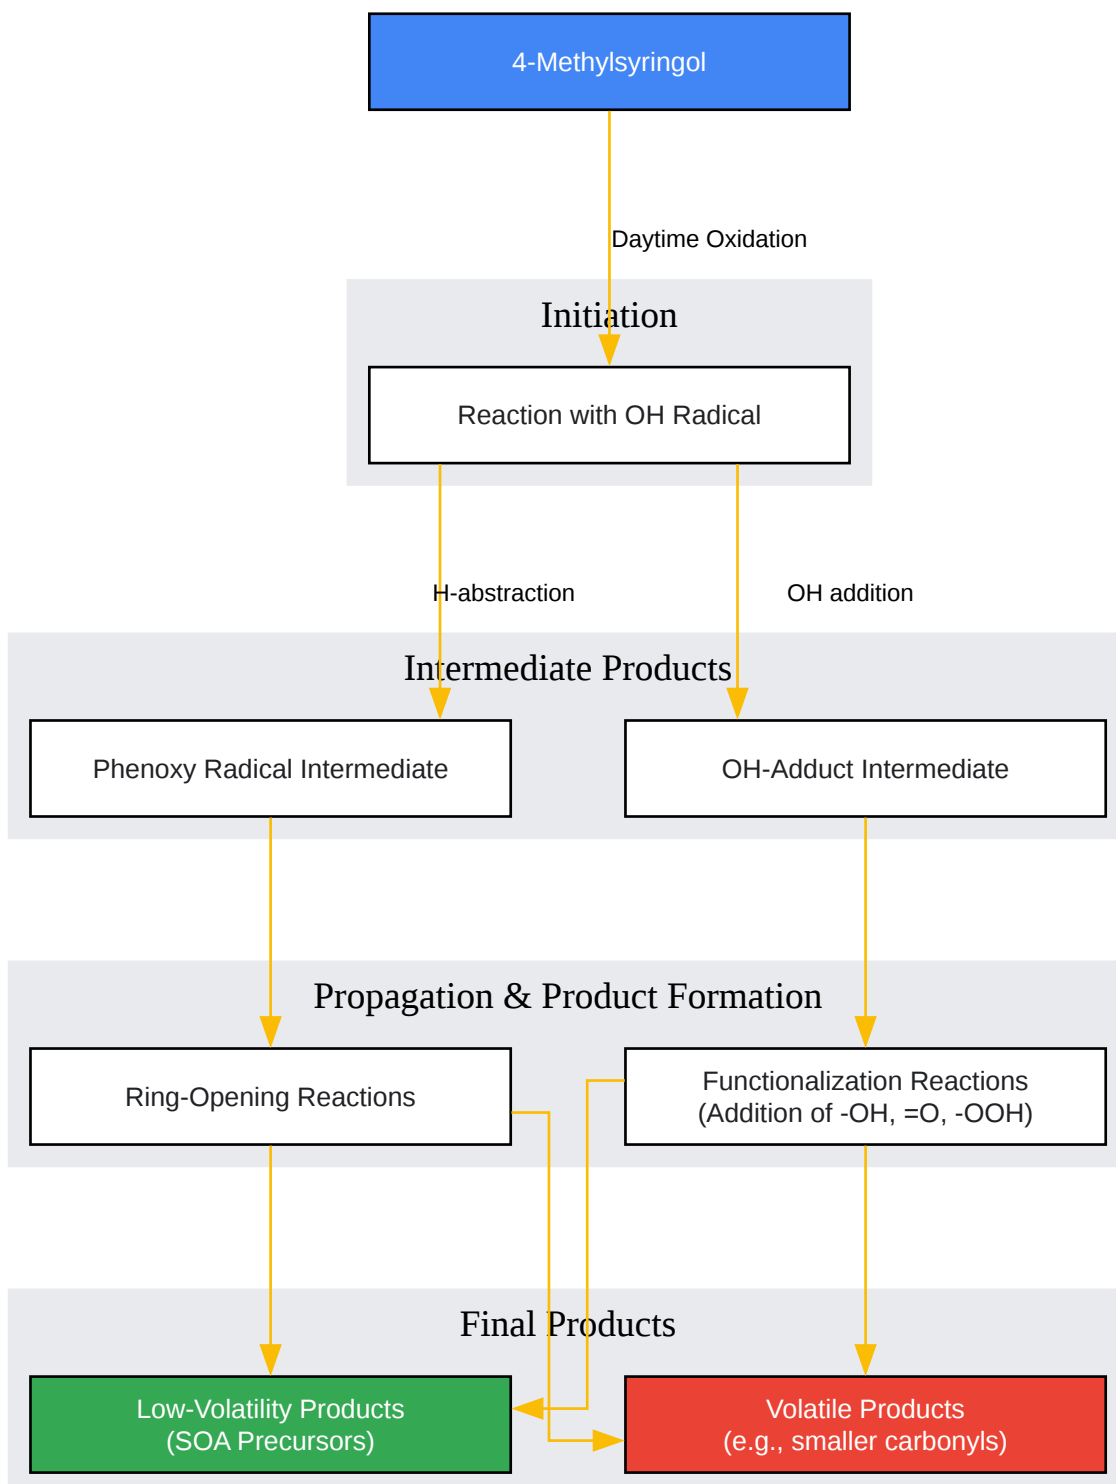 4-Methylsyringol
Daytime Oxidation
Initiation
Reaction with OH Radical
H-abstraction
OH addition
Intermediate Products
Phenoxy Radical Intermediate
OH-Adduct Intermediate
Propagation & Product Formation
Ring-Opening Reactions
Functionalization Reactions
(Addition of -OH, =O, -OOH)
Final Products
Low-Volatility Products
(SOA Precursors)
Volatile Products
(e.g., smaller carbonyls)